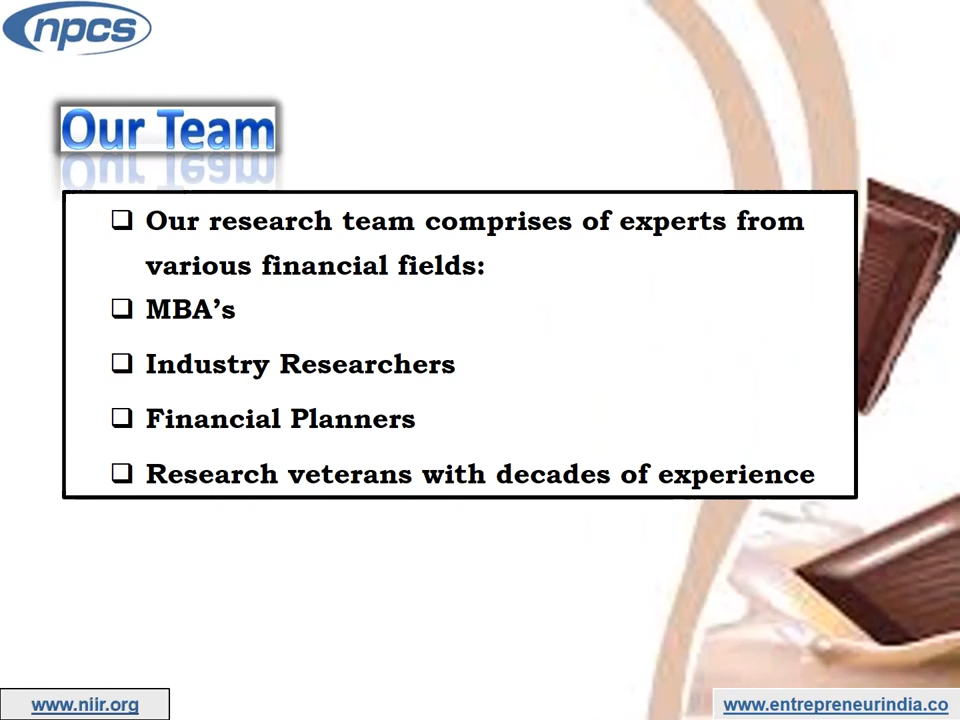 npcs
Our Team
❑ Our research team comprises of experts from
various financial fields:
❑ MBA’s
❑ Industry Researchers
❑ Financial Planners
❑ Research veterans with decades of experience
www.niir.org
www.entrepreneurindia.co